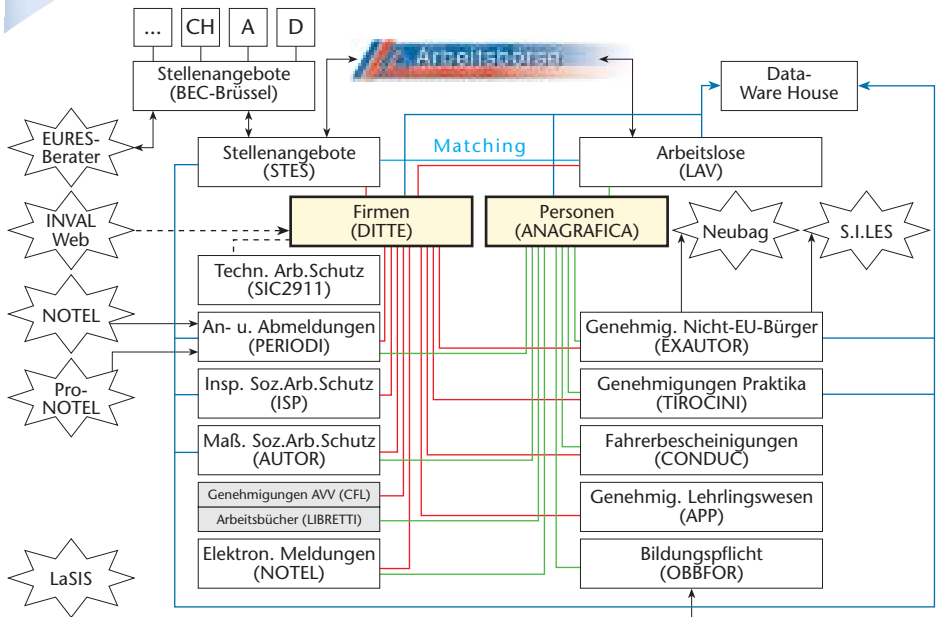 ...
CH
A
D
Arbeitsbörse
Stellenangebote
(BEC-Brüssel)
Data-
Ware House
EURES-
Berater
Stellenangebote
(STES)
Matching
Arbeitslose
(LAV)
INVAL
Web
Firmen
(DITTE)
Personen
(ANAGRAFICA)
Neubag
S.I.LES
Techn. Arb.Schutz
(SIC2911)
NOTEL
An- u. Abmeldungen
(PERIODI)
Genehmig. Nicht-EU-Bürger
(EXAUTOR)
Pro-
NOTEL
Insp. Soz.Arb.Schutz
(ISP)
Genehmigungen Praktika
(TIROCINI)
Maß. Soz.Arb.Schutz
(AUTOR)
Fahrerbescheinigungen
(CONDUC)
Genehmigungen AVV (CFL)
Arbeitsbücher (LIBRETTI)
Genehmig. Lehrlingswesen
(APP)
Elektron. Meldungen
(NOTEL)
Bildungspflicht
(OBBFOR)
LaSIS